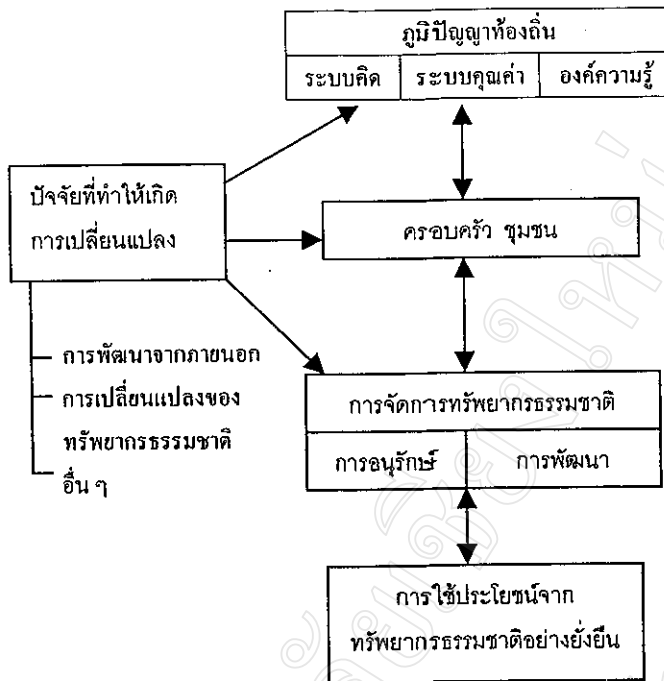 ภูมิปัญญาท้องถิ่น
ระบบคิด ระบบคุณค่า องค์ความรู้
ปัจจัยที่ทำให้เกิด
การเปลี่ยนแปลง
ครอบครัว ชุมชน
การพัฒนาจากภายนอก
การเปลี่ยนแปลงของ
ทรัพยากรธรรมชาติ
อื่น ๆ
การจัดการทรัพยากรธรรมชาติ
การอนุรักษ์ การพัฒนา
การใช้ประโยชน์จาก
ทรัพยากรธรรมชาติอย่างยั่งยืน